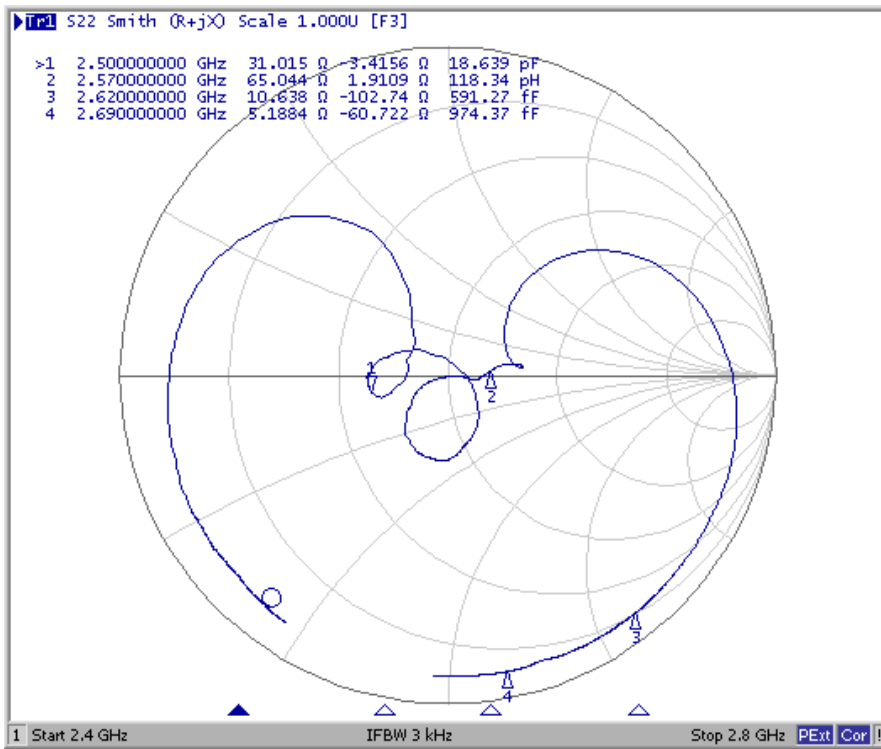 Tr1 S22 Smith (R+jX) Scale 1.000U [F3]
>1 2.500000000 GHz 31.015 Ω -3.4156 Ω 18.639 pF
2 2.570000000 GHz 65.044 Ω 1.9109 Ω 118.34 pH
3 2.620000000 GHz 10.638 Ω -102.74 Ω 591.27 fF
4 2.690000000 GHz 5.1884 Ω -60.722 Ω 974.37 fF
1
2
3
4
1 Start 2.4 GHz IFBW 3 kHz Stop 2.8 GHz PExt Cor !